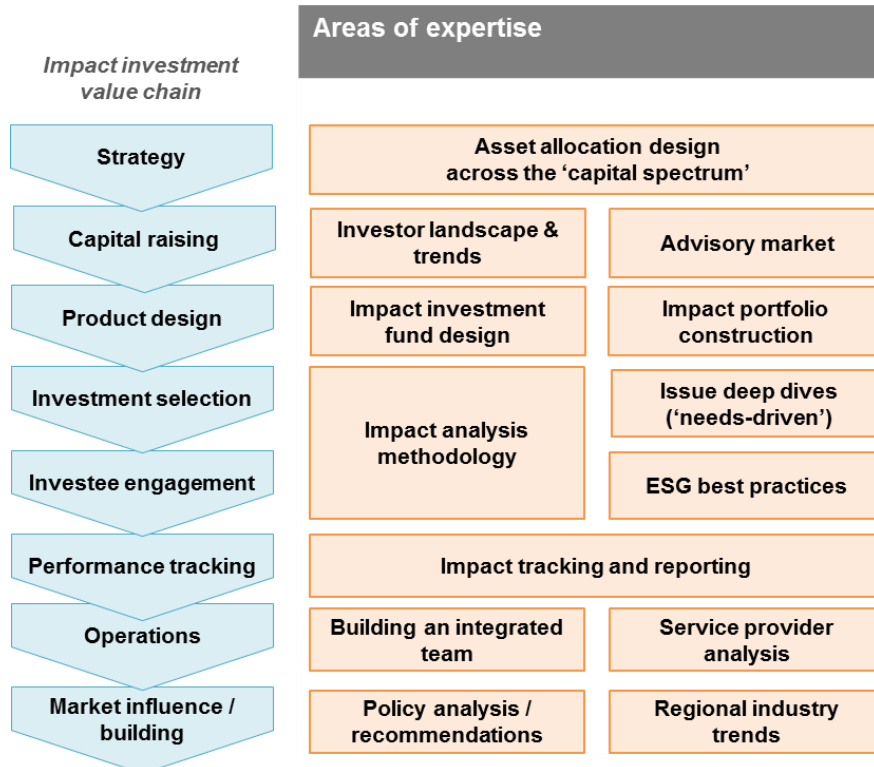 Areas of expertise
Impact investment
value chain
Strategy
Asset allocation design
across the ‘capital spectrum’
Capital raising
Investor landscape &
trends
Advisory market
Product design
Impact investment
fund design
Impact portfolio
construction
Investment selection
Impact analysis
methodology
Issue deep dives
(‘needs-driven’)
Investee engagement
ESG best practices
Performance tracking
Impact tracking and reporting
Operations
Building an integrated
team
Service provider
analysis
Market influence /
building
Policy analysis /
recommendations
Regional industry
trends